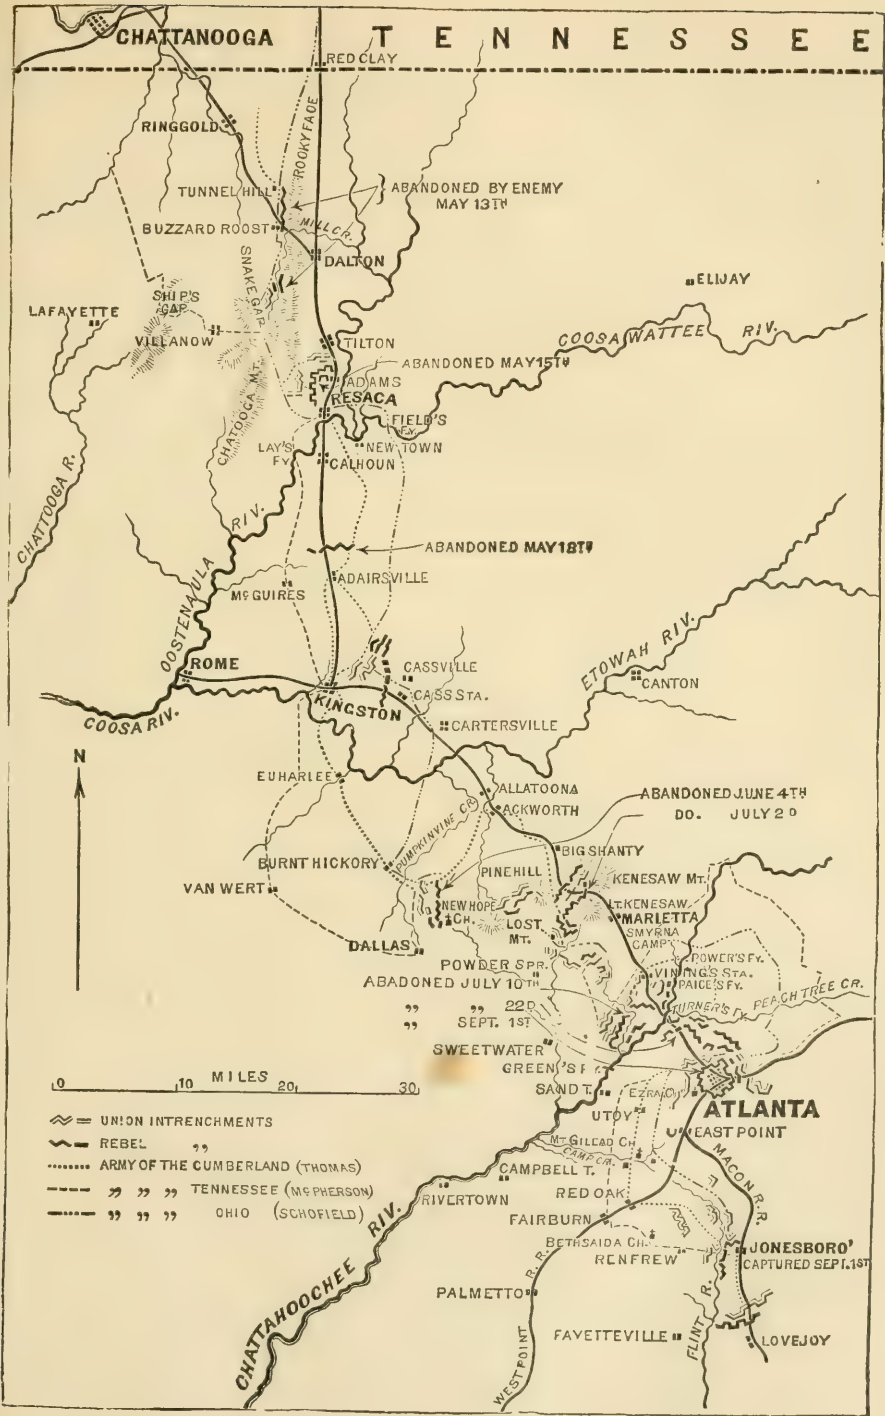 CHATTANOOGA
TENNESSEE
RED CLAY
RINGGOLD
ROCKY FACE
TUNNEL HILL
ABANDONED BY ENEMY
MAY 13TH
BUZZARD ROOST
MILL CR.
DALTON
SNAKE GAP
ELIJAY
SHIP'S
GAP
LAFAYETTE
VILLANOW
TILTON
COOSAWATTEE RIV.
ABANDONED MAY 15TH
ADAMS
RESACA
CHATOOGA MT.
FIELD'S
FY.
LAY'S
FY.
NEW TOWN
CALHOUN
CHATTOOGA R.
OOSTENAULA RIV.
ABANDONED MAY 18TH
ADAIRSVILLE
McGUIRES
ETOWAH RIV.
ROME
CASSVILLE
CASS STA.
CANTON
KINGSTON
COOSA RIV.
CARTERSVILLE
N
EUHARLEE
ALLATOONA
ACKWORTH
ABANDONED JUNE 4TH
DO. JULY 2D
PUMPKINVINE CR.
BIG SHANTY
BURNT HICKORY
PINE HILL
KENESAW MT.
VAN WERT
NEW HOPE
CH.
LT. KENESAW
LOST
MT.
MARIETTA
SMYRNA
CAMP
DALLAS
POWER'S FY.
POWDER SPR.
VINING'S STA.
PAICE'S FY.
ABADONED JULY 10TH
„ „ 22D
„ SEPT. 1ST
TURNER'S FY.
PEACH TREE CR.
SWEETWATER
GREEN'S F
SAND T.
EZRA CH.
ATLANTA
UTOY
EAST POINT
0 10 20 30
MILES
UNION INTRENCHMENTS
REBEL „
ARMY OF THE CUMBERLAND (THOMAS)
„ „ „ TENNESSEE (McPHERSON)
„ „ „ OHIO (SCHOFIELD)
MT. GILEAD CH.
CAMP CR.
CAMPBELL T.
MACON R.R.
RIVERTOWN
RED OAK
FAIRBURN
BETHSAIDA CH.
RENFREW
JONESBORO'
CAPTURED SEPT. 1ST
CHATTAHOOCHEE RIV.
PALMETTO
WEST POINT R.R.
FAYETTEVILLE
FLINT R.
LOVEJOY